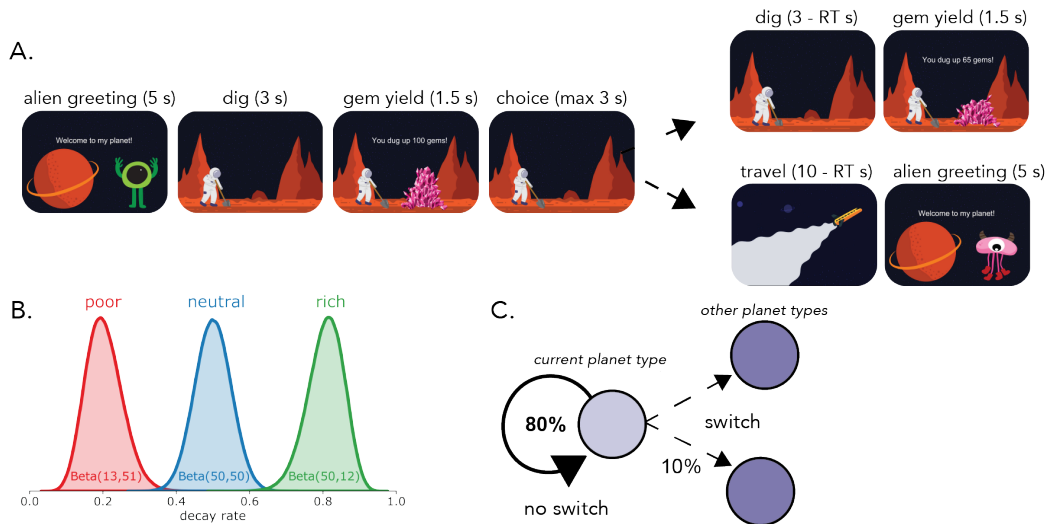 A.
alien greeting (5 s)
dig (3 s)
gem yield (1.5 s)
choice (max 3 s)
Welcome to my planet!
You dug up 100 gems!
dig (3 - RT s)
gem yield (1.5 s)
You dug up 65 gems!
travel (10 - RT s)
alien greeting (5 s)
Welcome to my planet!
B.
poor
neutral
rich
Beta(13,51)
Beta(50,50)
Beta(50,12)
0.0
0.2
0.4
0.6
0.8
1.0
decay rate
C.
other planet types
current planet type
80%
switch
10%
no switch